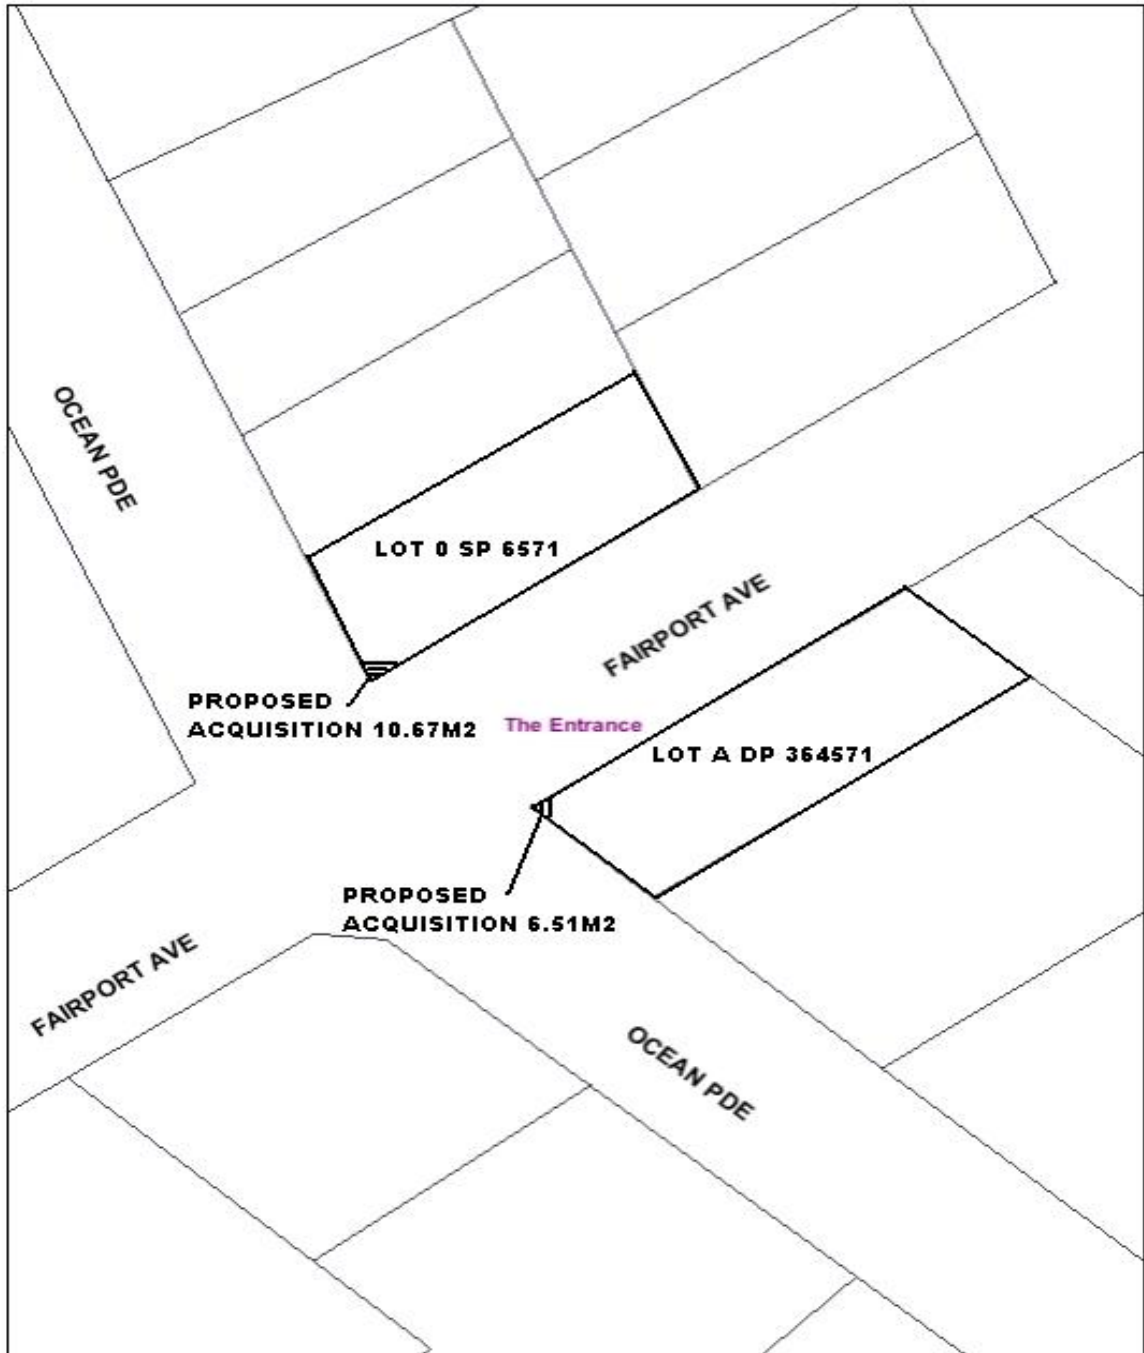 OCEAN PDE
LOT 0 SP 6571
FAIRPORT AVE
PROPOSED
ACQUISITION 10.67M2
The Entrance
LOT A DP 364571
PROPOSED
ACQUISITION 6.51M2
FAIRPORT AVE
OCEAN PDE